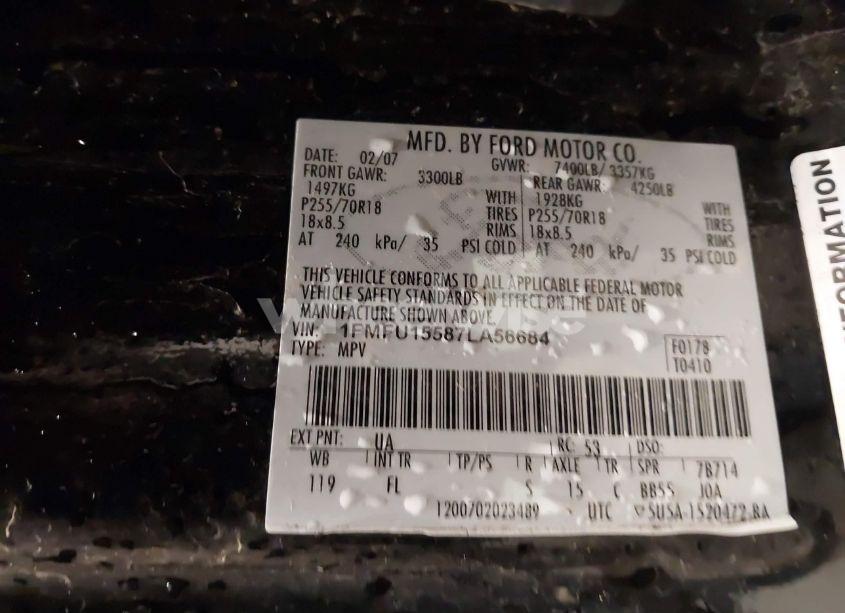 MFD. BY FORD MOTOR CO.
DATE: 02/07 GVWR: 7400LB/ 3357KG
FRONT GAWR: 3300LB REAR GAWR: 4250LB
1497KG WITH 1928KG WITH
P255/70R18 TIRES P255/70R18 TIRES
18x8.5 RIMS 18x8.5 RIMS
AT 240 kPa/ 35 PSI COLD AT 240 kPa/ 35 PSI COLD
THIS VEHICLE CONFORMS TO ALL APPLICABLE FEDERAL MOTOR
VEHICLE SAFETY STANDARDS IN EFFECT ON THE DATE OF
MANUFACTURE SHOWN ABOVE.
VIN: 1FMFU15587LA56684
TYPE: MPV F0178
T0410
EXT PNT: UA RC: 53 DSO:
WB INT TR TP/PS R AXLE TR SPR 7B714
119 FL S 15 C BB55 JOA
1200702023489 UTC ▽5U5A-1520472-BA
INFORMATION